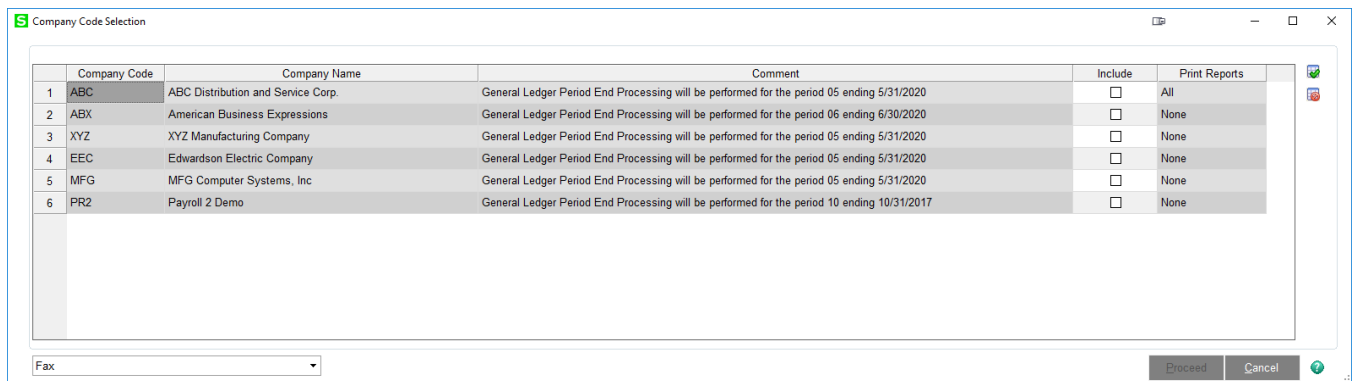 S Company Code Selection
Company Code Company Name Comment Include Print Reports
1 ABC ABC Distribution and Service Corp. General Ledger Period End Processing will be performed for the period 05 ending 5/31/2020 All
2 ABX American Business Expressions General Ledger Period End Processing will be performed for the period 06 ending 6/30/2020 None
3 XYZ XYZ Manufacturing Company General Ledger Period End Processing will be performed for the period 05 ending 5/31/2020 None
4 EEC Edwardson Electric Company General Ledger Period End Processing will be performed for the period 05 ending 5/31/2020 None
5 MFG MFG Computer Systems, Inc General Ledger Period End Processing will be performed for the period 05 ending 5/31/2020 None
6 PR2 Payroll 2 Demo General Ledger Period End Processing will be performed for the period 10 ending 10/31/2017 None
Fax Proceed Cancel ?